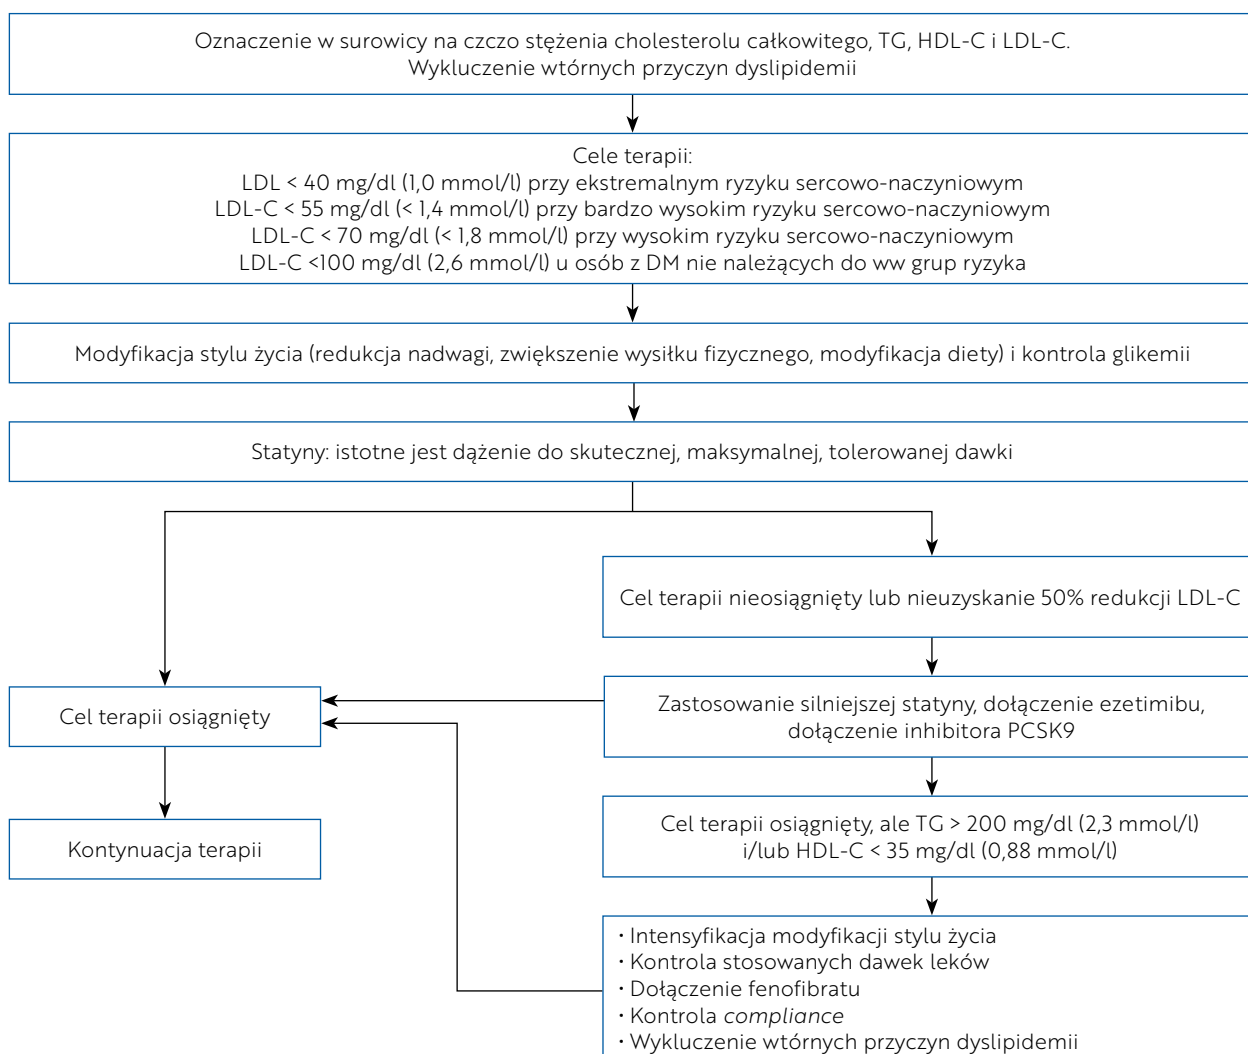 Oznaczenie w surowicy na czczo stężenia cholesterolu całkowitego, TG, HDL-C i LDL-C.
Wykluczenie wtórnych przyczyn dyslipidemii
Cele terapii:
LDL < 40 mg/dl (1,0 mmol/l) przy ekstremalnym ryzyku sercowo-naczyniowym
LDL-C < 55 mg/dl (< 1,4 mmol/l) przy bardzo wysokim ryzyku sercowo-naczyniowym
LDL-C < 70 mg/dl (< 1,8 mmol/l) przy wysokim ryzyku sercowo-naczyniowym
LDL-C <100 mg/dl (2,6 mmol/l) u osób z DM nie należących do ww grup ryzyka
Modyfikacja stylu życia (redukcja nadwagi, zwiększenie wysiłku fizycznego, modyfikacja diety) i kontrola glikemii
Statyny: istotne jest dążenie do skutecznej, maksymalnej, tolerowanej dawki
Cel terapii nieosiągnięty lub nieuzyskanie 50% redukcji LDL-C
Cel terapii osiągnięty
Zastosowanie silniejszej statyny, dołączenie ezetimibu,
dołączenie inhibitora PCSK9
Kontynuacja terapii
Cel terapii osiągnięty, ale TG > 200 mg/dl (2,3 mmol/l)
i/lub HDL-C < 35 mg/dl (0,88 mmol/l)
· Intensyfikacja modyfikacji stylu życia
· Kontrola stosowanych dawek leków
· Dołączenie fenofibratu
· Kontrola compliance
· Wykluczenie wtórnych przyczyn dyslipidemii